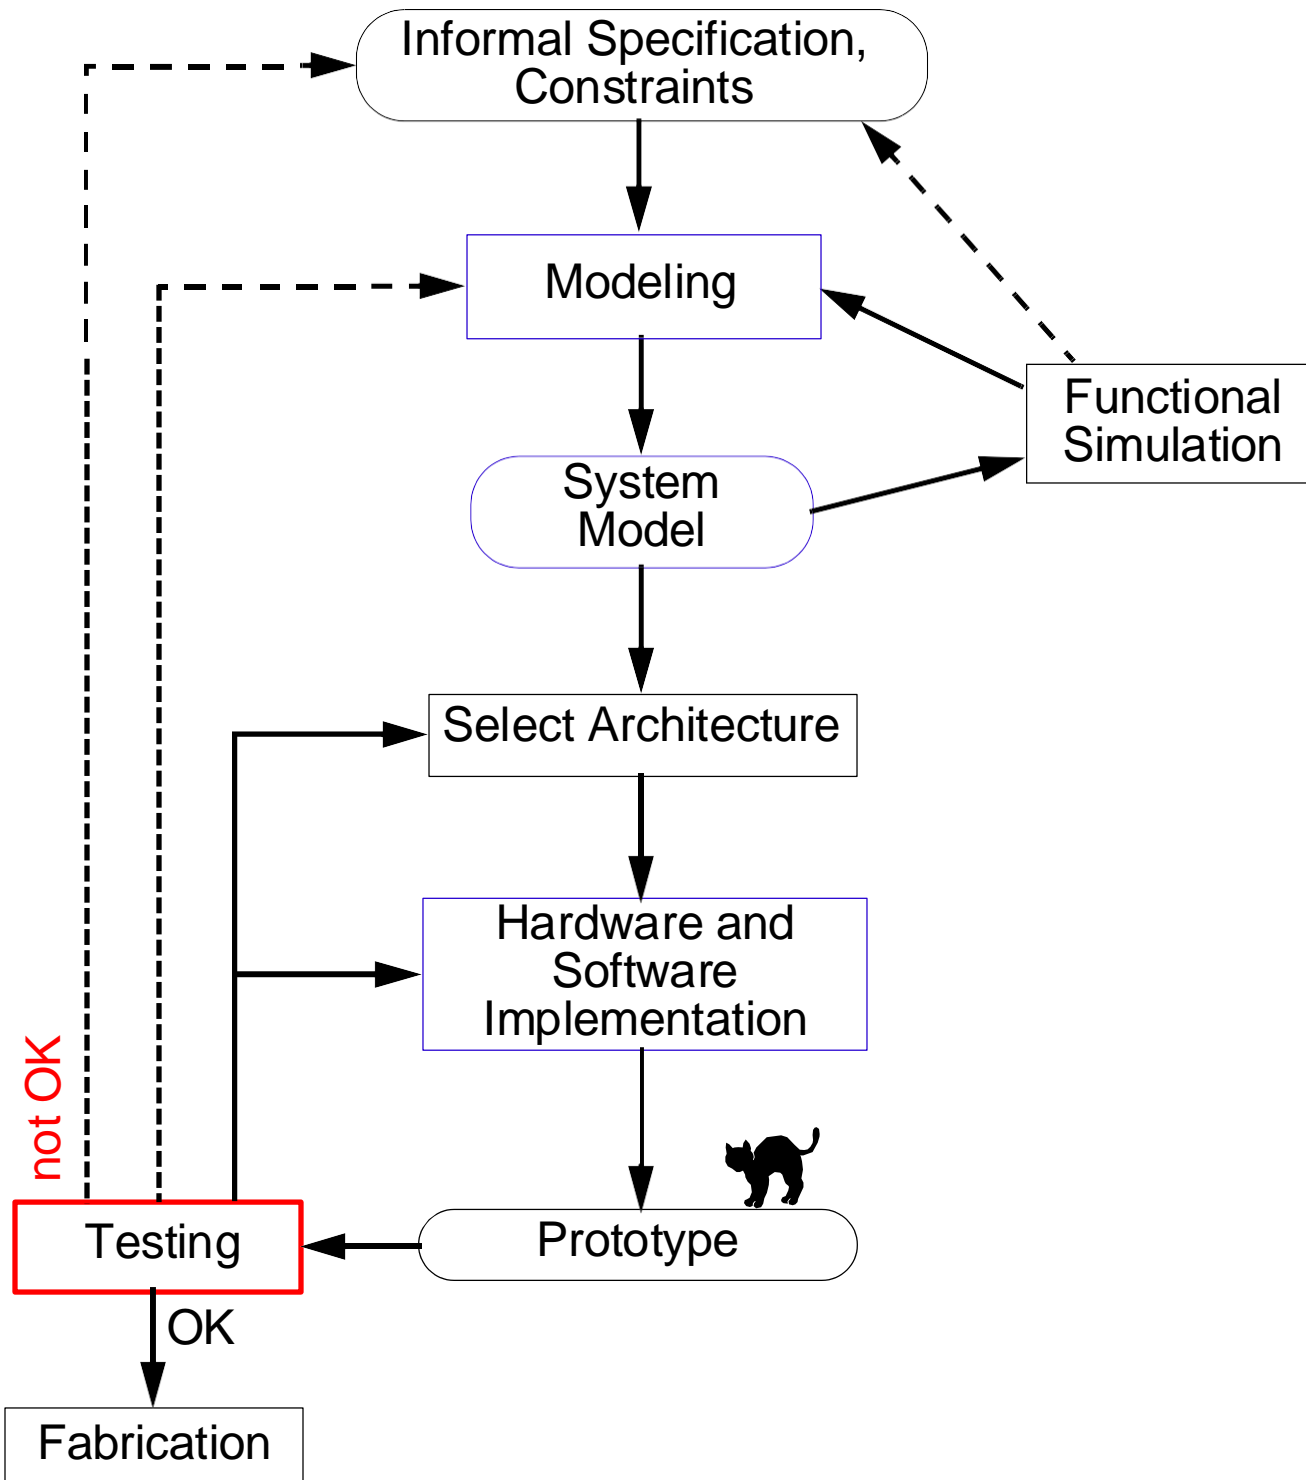 Informal Specification,
Constraints
Modeling
Functional
Simulation
System
Model
Select Architecture
Hardware and
Software
Implementation
not OK
Testing
Prototype
OK
Fabrication